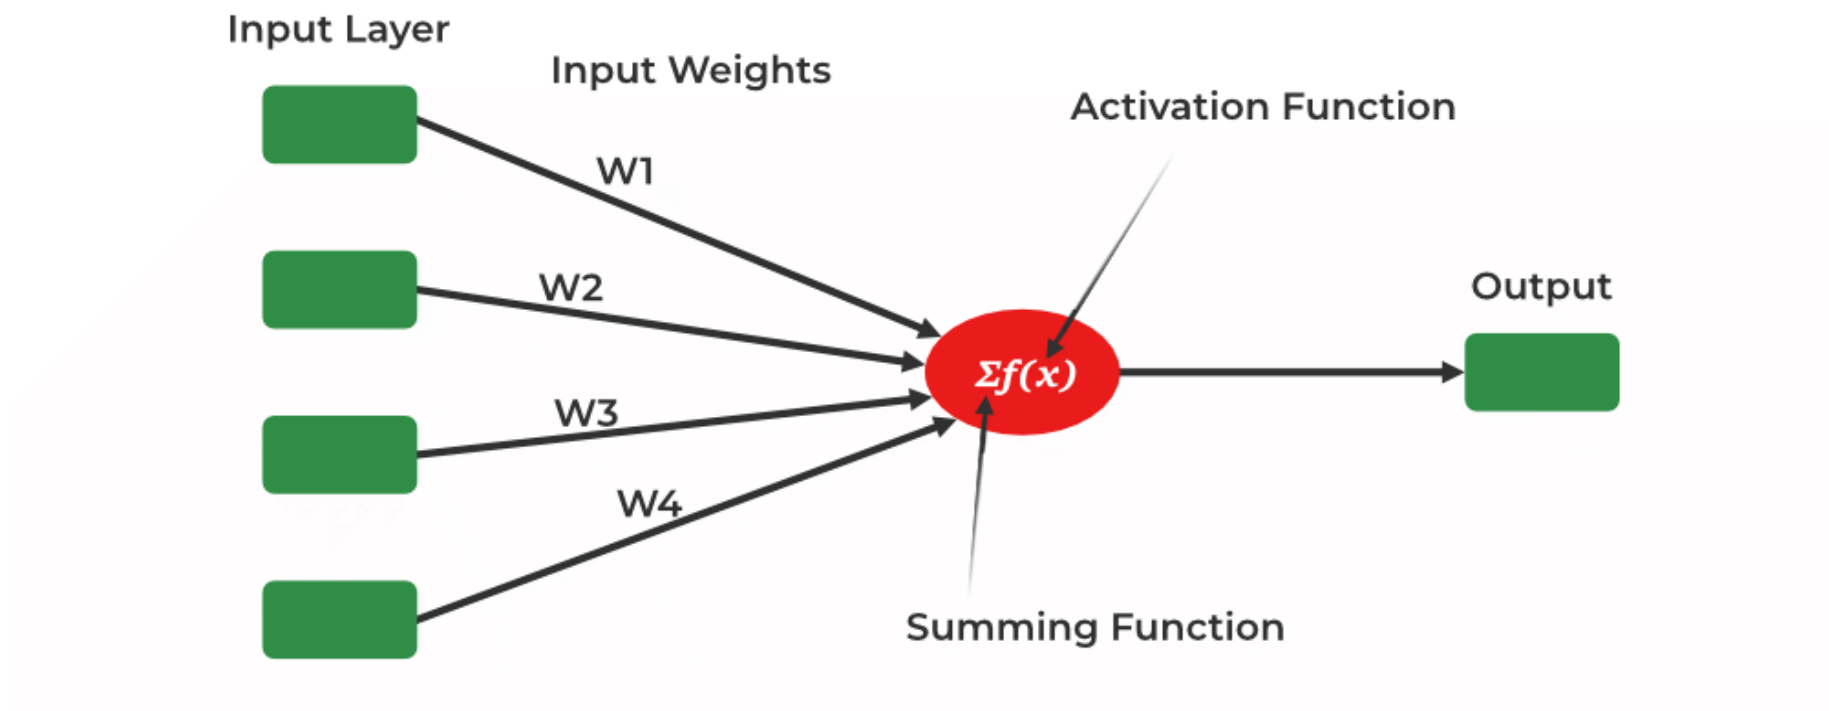 Input Layer
Input Weights
Activation Function
W1
W2
Output
Σf(x)
W3
W4
Summing Function